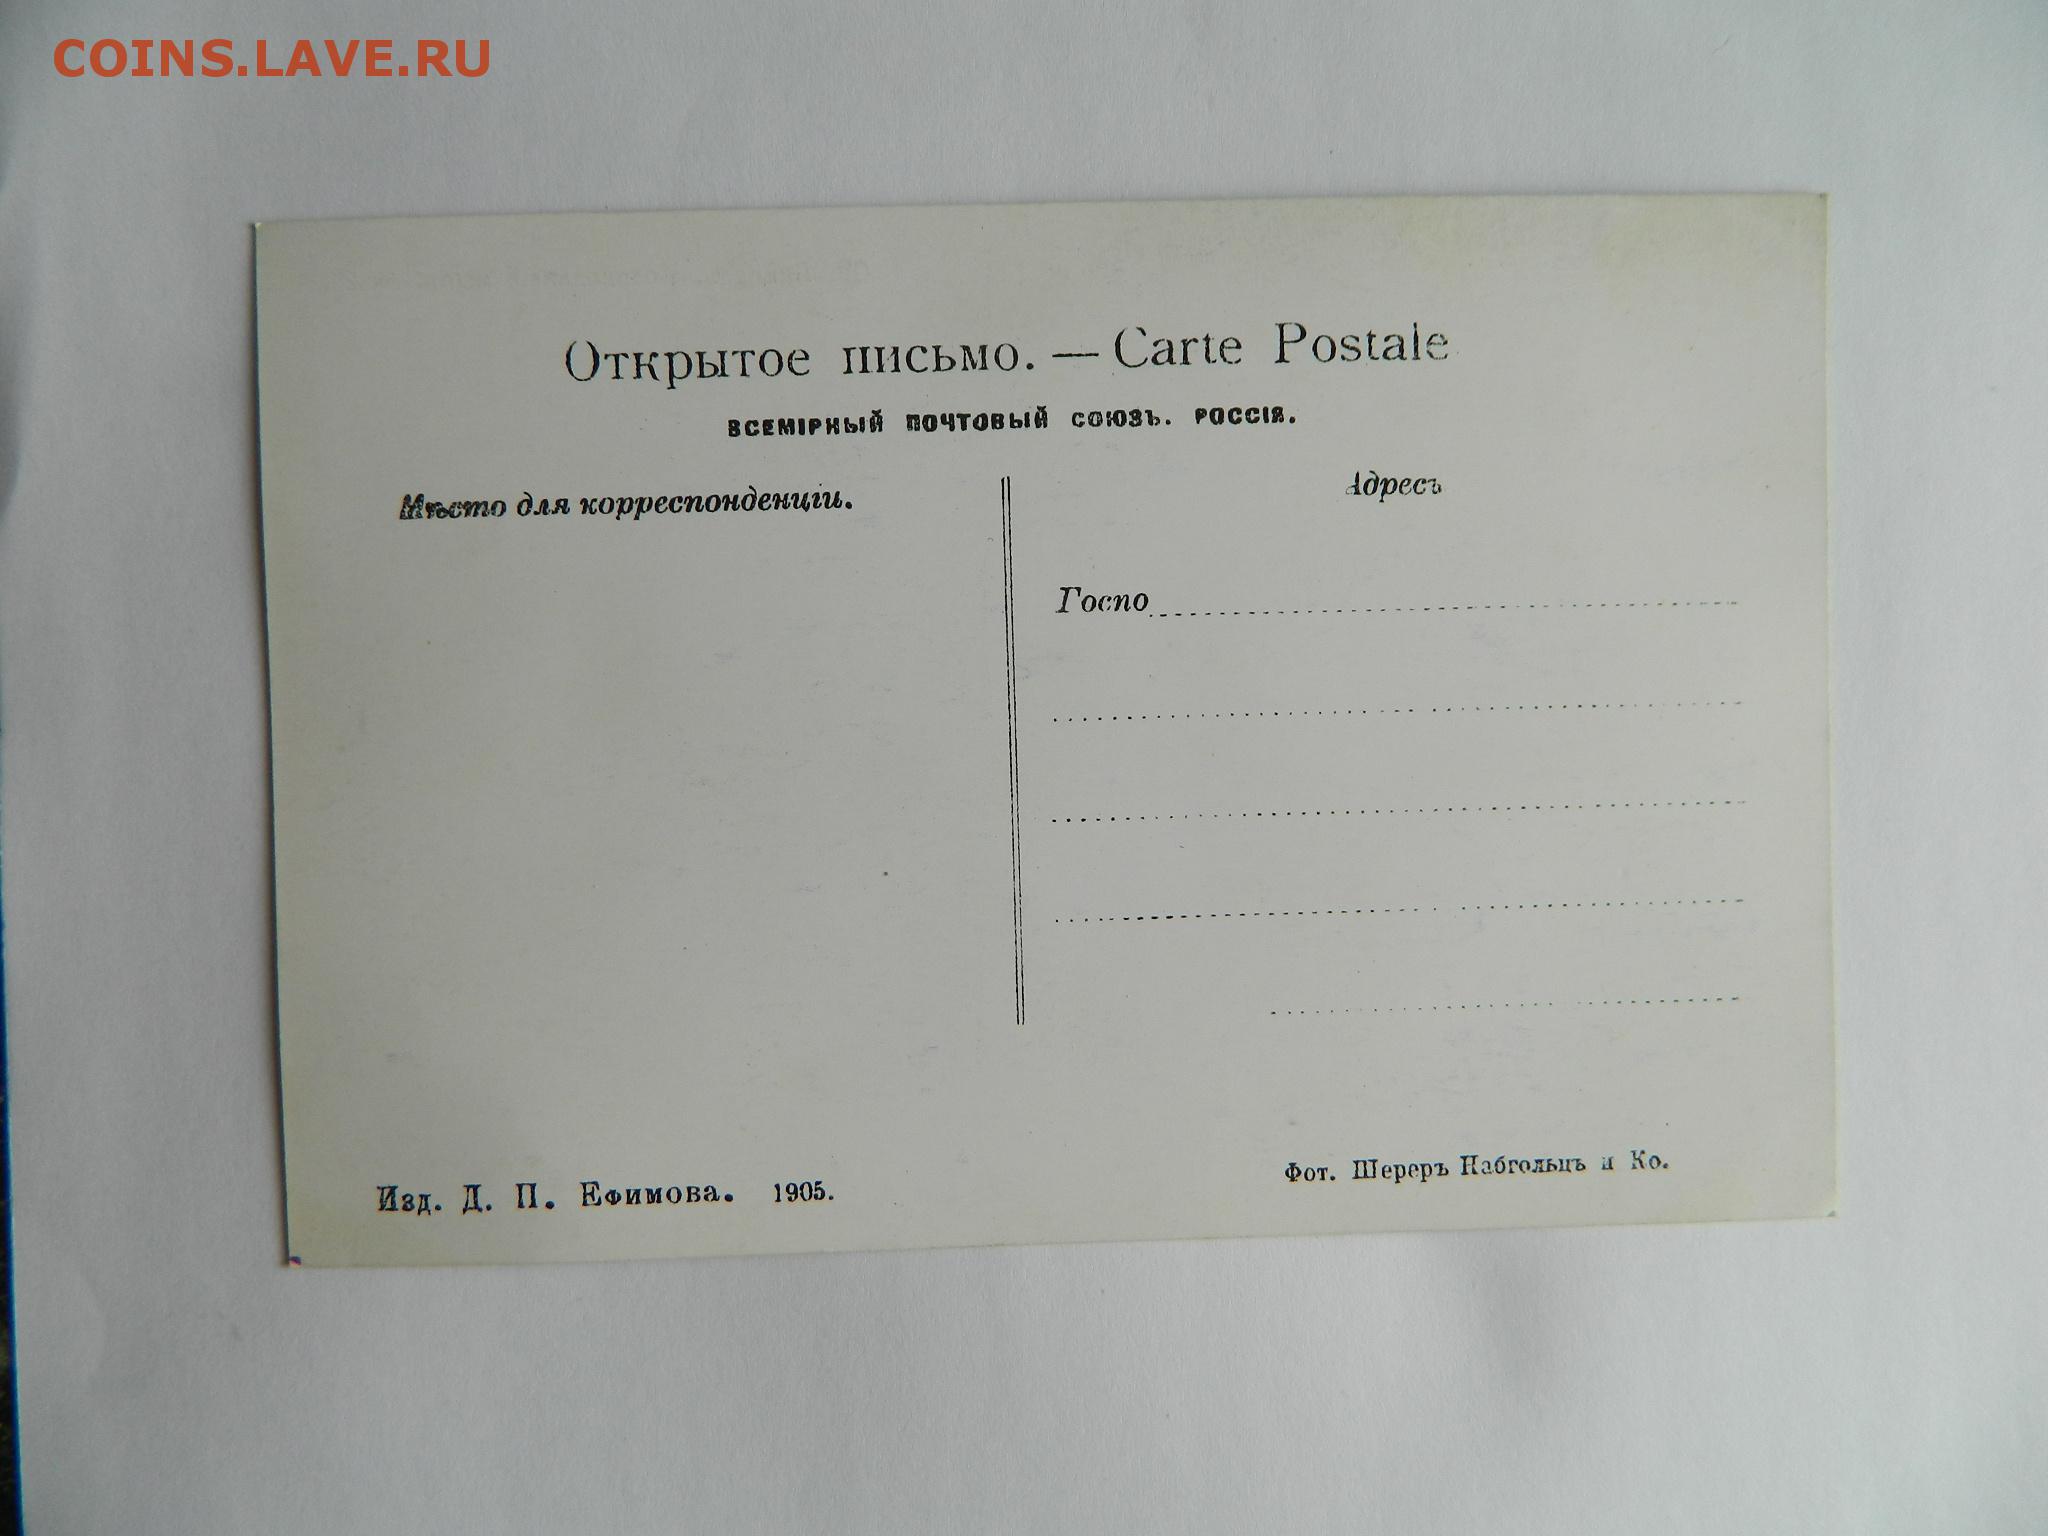 COINS.LAVE.RU
Открытое письмо. — Carte Postale
ВСЕМІРНЫЙ ПОЧТОВЫЙ СОЮЗЪ. РОССІЯ.
Мѣсто для корреспонденціи.
Адресъ
Госпо
Изд. Д. П. Ефимова. 1905.
Фот. Шереръ Набгольцъ и Ко.